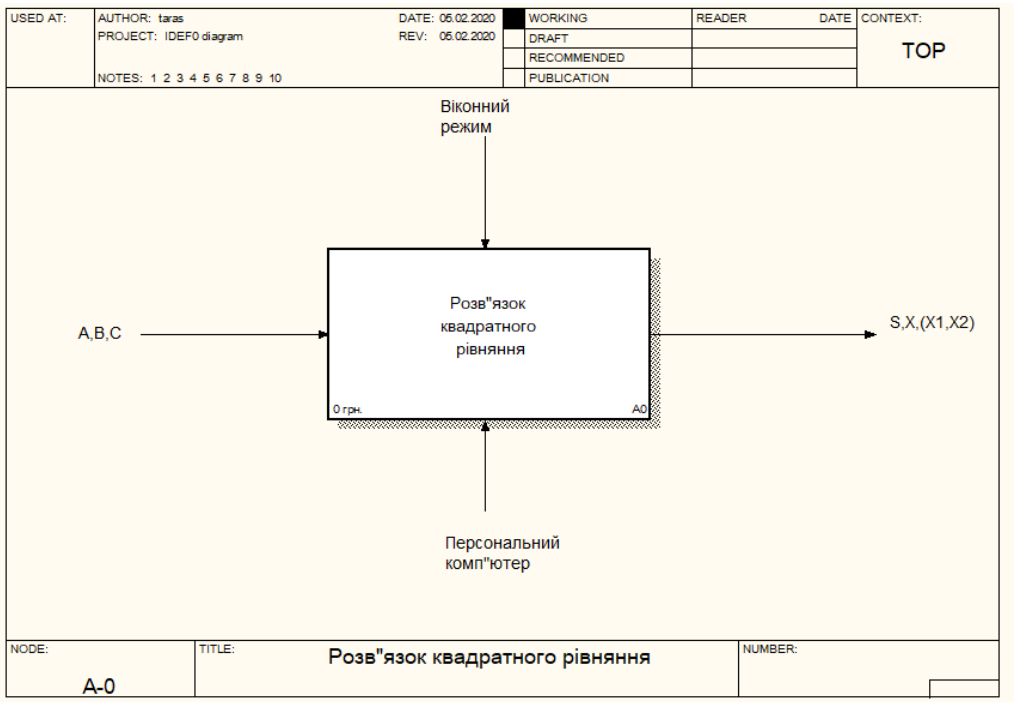 USED AT:
AUTHOR: taras
DATE: 05.02.2020
WORKING
READER
DATE
CONTEXT:
PROJECT: IDEF0 diagram
REV: 05.02.2020
DRAFT
TOP
RECOMMENDED
NOTES: 1 2 3 4 5 6 7 8 9 10
PUBLICATION
Віконний
режим
A,B,C
Розв"язок
квадратного
рівняння
0 грн.
A0
S,X,(X1,X2)
Персональний
комп"ютер
NODE:
A-0
TITLE:
Розв"язок квадратного рівняння
NUMBER: